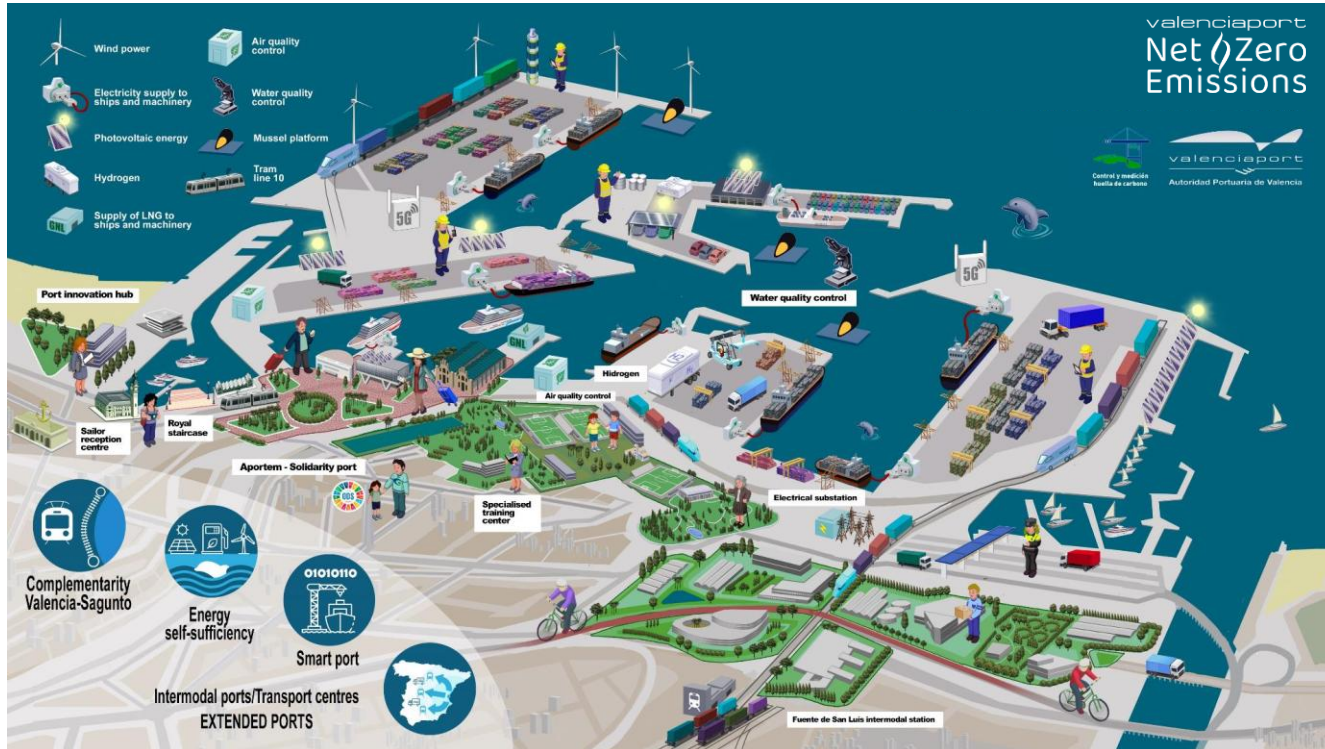 valenciaport
Net Zero
Emissions
valenciaport
Autoridad Portuaria de Valencia
Control y medición
huella de carbono
Wind power
Air quality
control
Electricity supply to
ships and machinery
Water quality
control
Photovoltaic energy
Mussel platform
Hydrogen
Tram
line 10
GNL
Supply of LNG to
ships and machinery
5G
5G
Port innovation hub
Water quality control
GNL
Hidrogen
Air quality control
Sailor
reception
centre
Royal
staircase
Aportem - Solidarity port
ODS
Specialised
training
center
Electrical substation
Complementarity
Valencia-Sagunto
Energy
self-sufficiency
01010110
Smart port
Intermodal ports/Transport centres
EXTENDED PORTS
Fuente de San Luis intermodal station